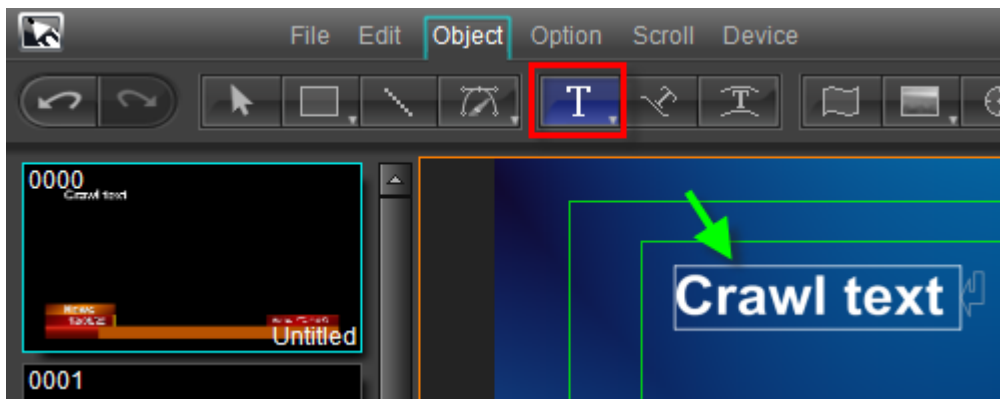 File Edit Object Option Scroll Device
T
T
0000
Crawl text
Untitled
0001
Crawl text